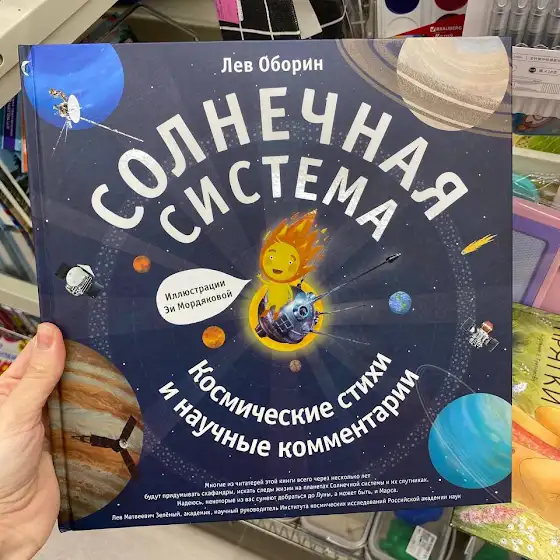 Лев Оборин
СОЛНЕЧНАЯ
СИСТЕМА
Иллюстрации
Эи Мордяковой
Космические стихи
и научные комментарии
Многие из читателей этой книги всего через несколько лет
будут придумывать скафандры, искать следы жизни на планетах Солнечной системы и их спутниках.
Надеюсь, некоторые из вас сумеют добраться до Луны, а может быть, и Марса.
Лев Матвеевич Зелёный, академик, научный руководитель Института космических исследований Российской академии наук
BRAUBERG